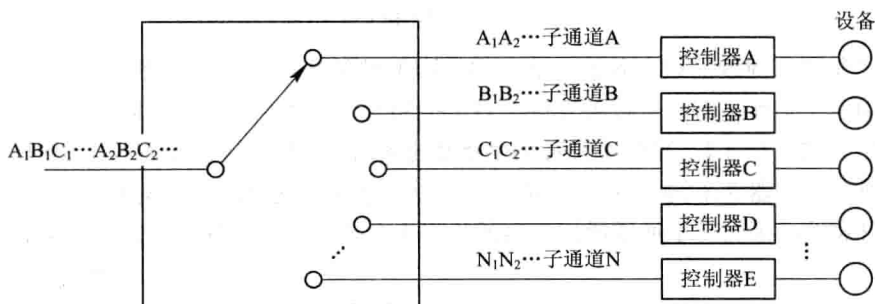 设备
A₁A₂⋯子通道A
控制器A
B₁B₂⋯子通道B
控制器B
A₁B₁C₁⋯A₂B₂C₂⋯
C₁C₂⋯子通道C
控制器C
控制器D
N₁N₂⋯子通道N
控制器E